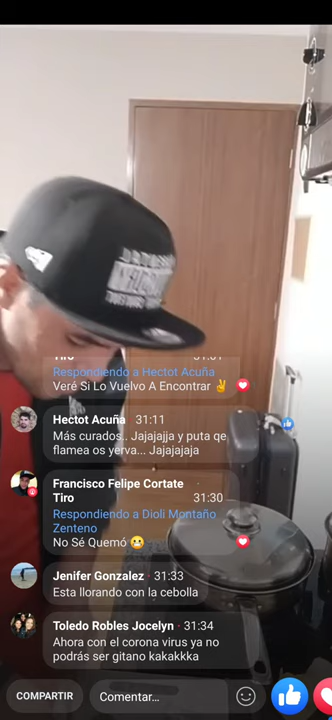 Tiro
Respondiendo a Hectot Acuña
Veré Si Lo Vuelvo A Encontrar ✌️
Hectot Acuña 31:11
Más curados.. Jajajajja y puta qe
flamea os yerva... Jajajajaja
Francisco Felipe Cortate
Tiro 31:30
Respondiendo a Dioli Montaño
Zenteno
No Sé Quemó 😬
Jenifer Gonzalez · 31:33
Esta llorando con la cebolla
Toledo Robles Jocelyn · 31:34
Ahora con el corona virus ya no
podrás ser gitano kakakkka
COMPARTIR
Comentar...